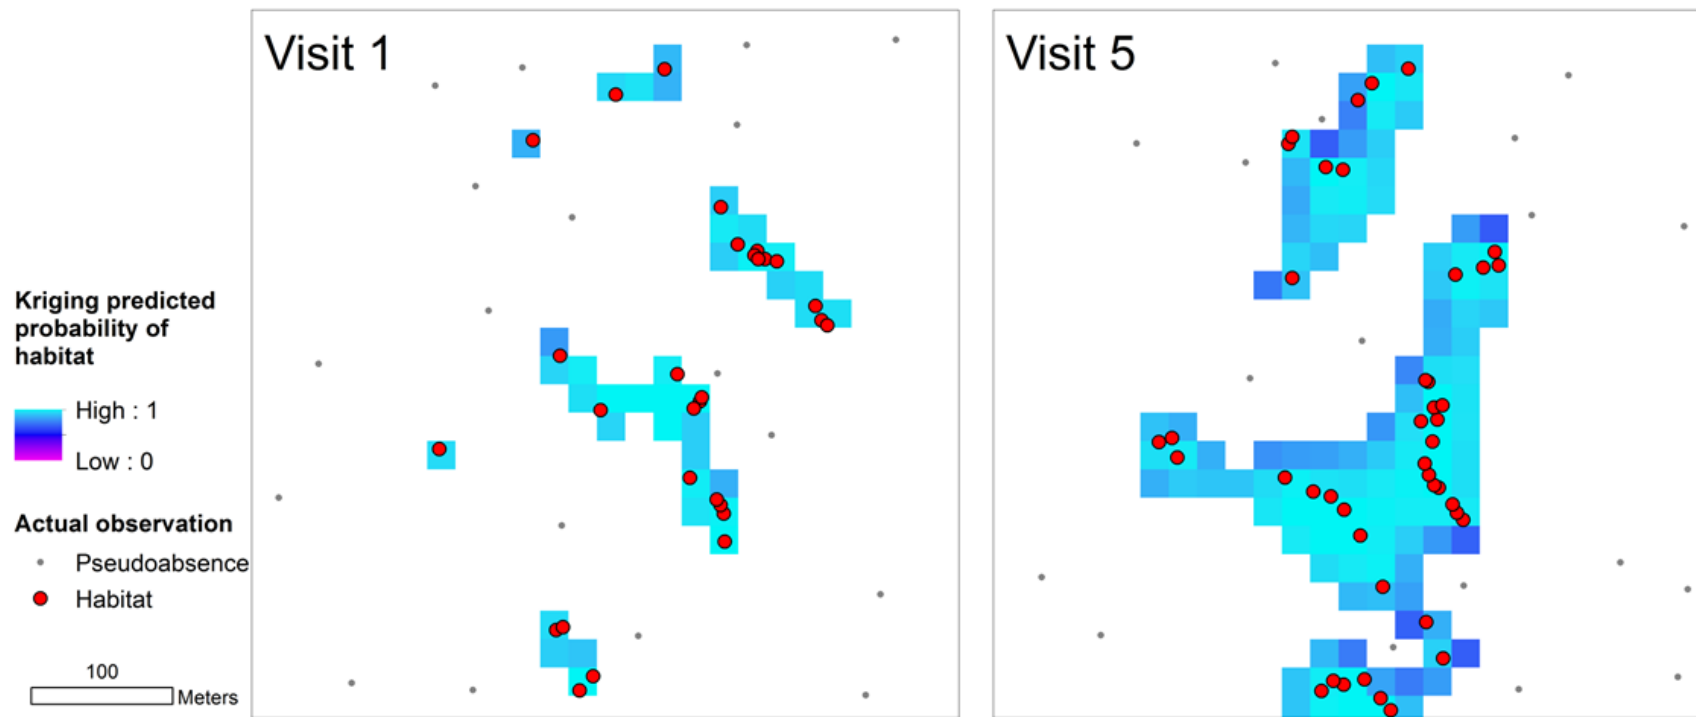 Visit 1
Visit 5
Kriging predicted
probability of
habitat
High : 1
Low : 0
Actual observation
Pseudoabsence
Habitat
100
Meters